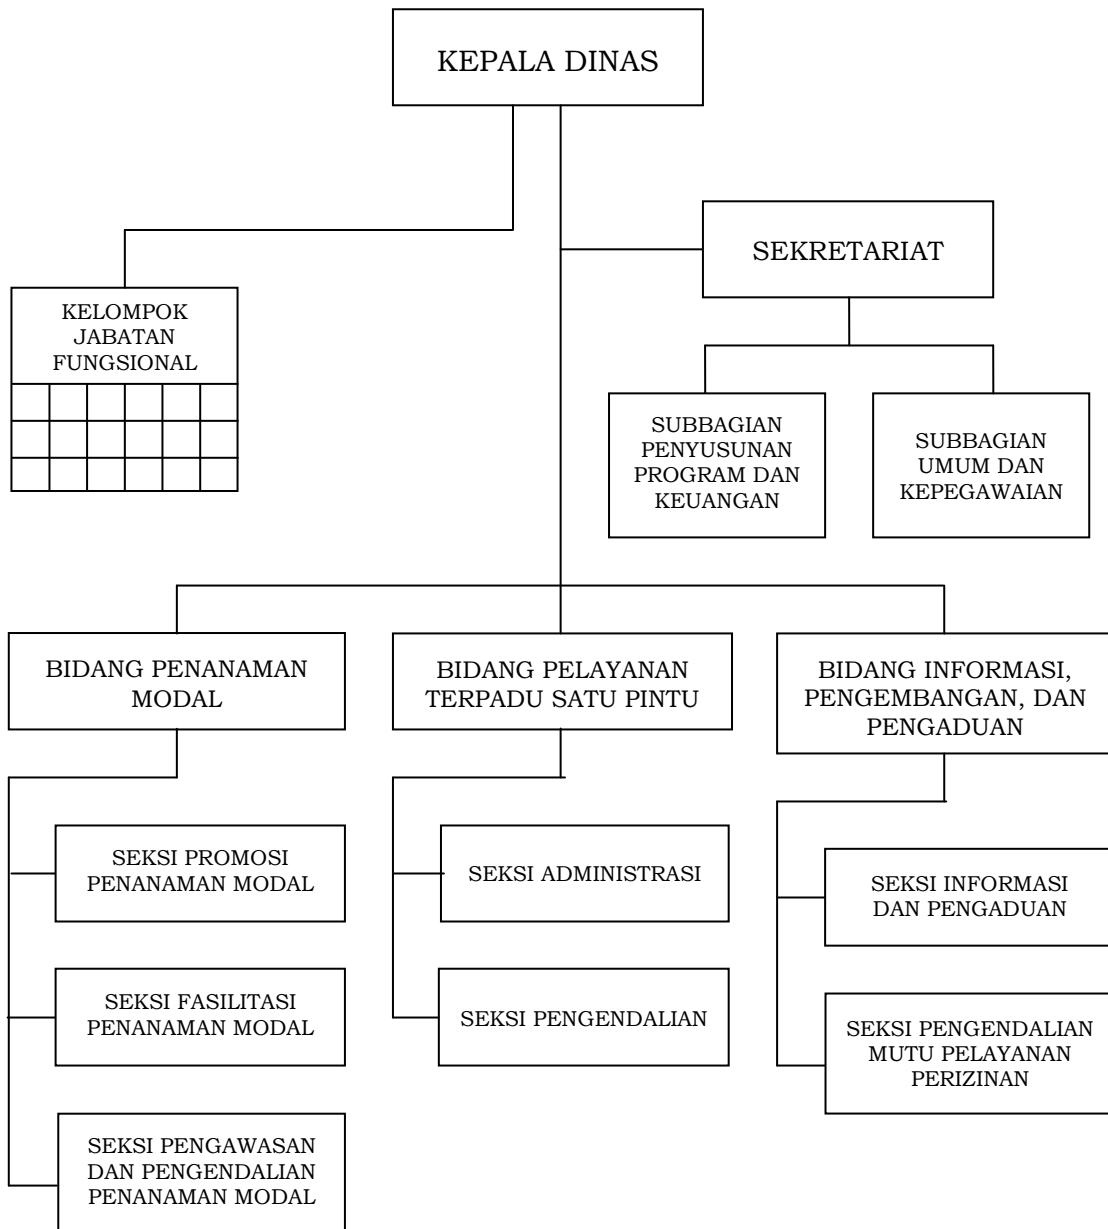 KEPALA DINAS
SEKRETARIAT
KELOMPOK
JABATAN
FUNGSIONAL
SUBBAGIAN
PENYUSUNAN
PROGRAM DAN
KEUANGAN
SUBBAGIAN
UMUM DAN
KEPEGAWAIAN
BIDANG PENANAMAN
MODAL
BIDANG PELAYANAN
TERPADU SATU PINTU
BIDANG INFORMASI,
PENGEMBANGAN, DAN
PENGADUAN
SEKSI PROMOSI
PENANAMAN MODAL
SEKSI FASILITASI
PENANAMAN MODAL
SEKSI PENGAWASAN
DAN PENGENDALIAN
PENANAMAN MODAL
SEKSI ADMINISTRASI
SEKSI PENGENDALIAN
SEKSI INFORMASI
DAN PENGADUAN
SEKSI PENGENDALIAN
MUTU PELAYANAN
PERIZINAN